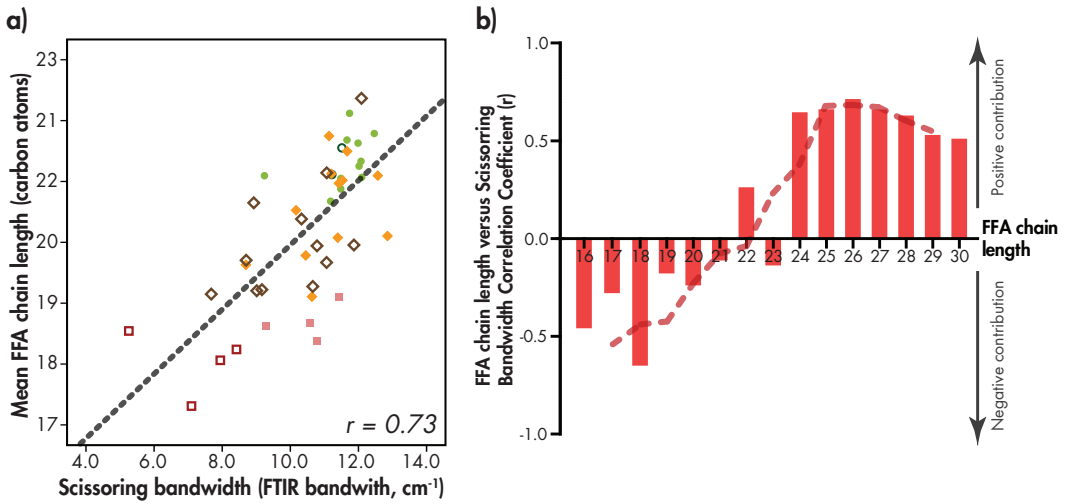 a)
Mean FFA chain length (carbon atoms)
23
21
22
20
19
18
17
4.0 6.0 8.0 10.0 12.0 14.0
r = 0.73
Scissoring bandwidth (FTIR bandwith, cm-1)
b)
FFA chain length versus Scissorring
Bandwidth Correlation Coefficient (r)
1.0
0.5
0.0
-0.5
-1.0
16 17 18 19 20 21 22 23 24 25 26 27 28 29 30
Positive contribution
FFA chain
length
Negative contribution